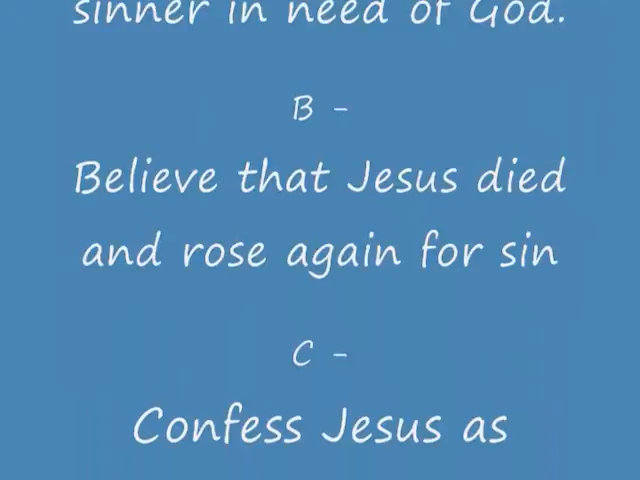 sinner in need of God.
B -
Believe that Jesus died
and rose again for sin
C -
Confess Jesus as